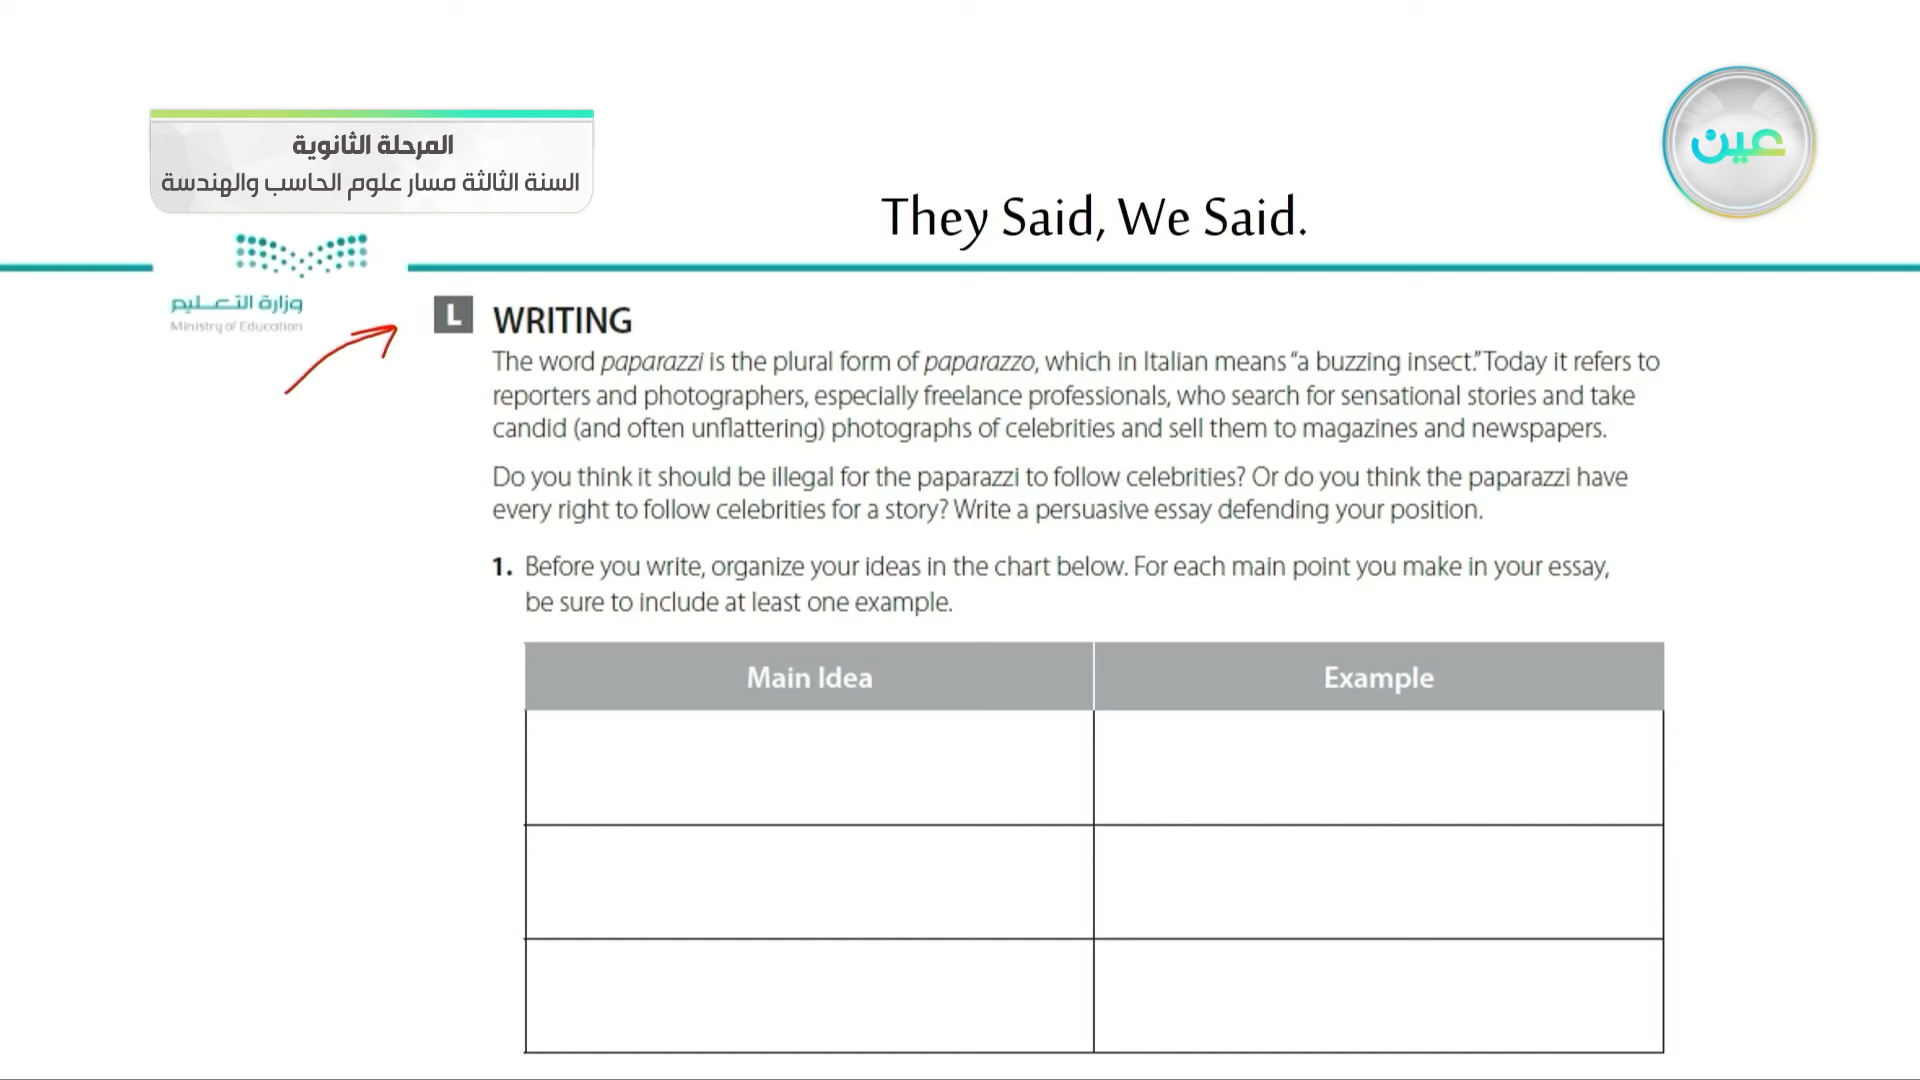 المرحلة الثانوية
السنة الثالثة مسار علوم الحاسب والهندسة
عين
They Said, We Said.
وزارة التعليم
Ministry of Education
L WRITING
The word paparazzi is the plural form of paparazzo, which in Italian means “a buzzing insect.” Today it refers to
reporters and photographers, especially freelance professionals, who search for sensational stories and take
candid (and often unflattering) photographs of celebrities and sell them to magazines and newspapers.
Do you think it should be illegal for the paparazzi to follow celebrities? Or do you think the paparazzi have
every right to follow celebrities for a story? Write a persuasive essay defending your position.
1. Before you write, organize your ideas in the chart below. For each main point you make in your essay,
be sure to include at least one example.
Main Idea Example